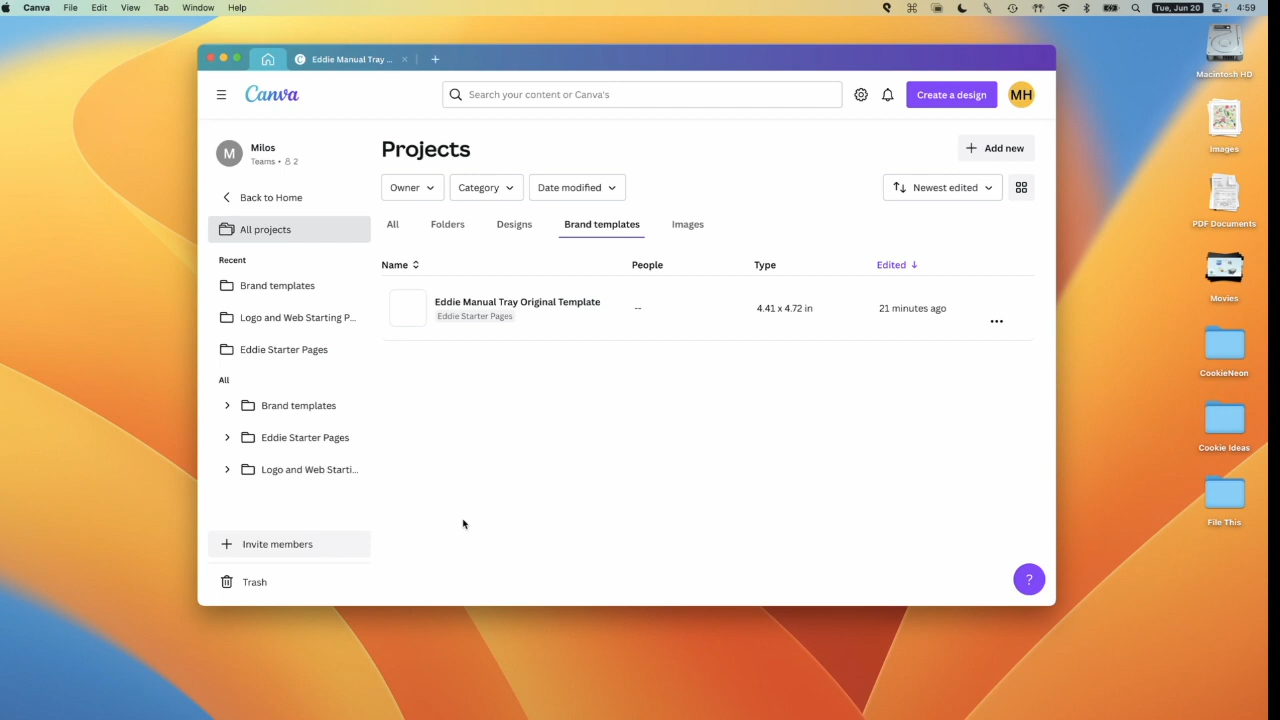 Canva File Edit View Tab Window Help
Tue, Jun 20 4:59
Eddie Manual Tray ...
Canva
Search your content or Canva's
Create a design
MH
M
Milos
Teams • 2
Back to Home
All projects
Recent
Brand templates
Logo and Web Starting P...
Eddie Starter Pages
All
Brand templates
Eddie Starter Pages
Logo and Web Starti...
Invite members
Trash
Projects
Add new
Owner Category Date modified
Newest edited
All Folders Designs Brand templates Images
Name People Type Edited ↓
Eddie Manual Tray Original Template
Eddie Starter Pages
-- 4.41 x 4.72 in 21 minutes ago
...
?
Macintosh HD
Images
PDF Documents
Movies
CookieNeon
Cookie Ideas
File This